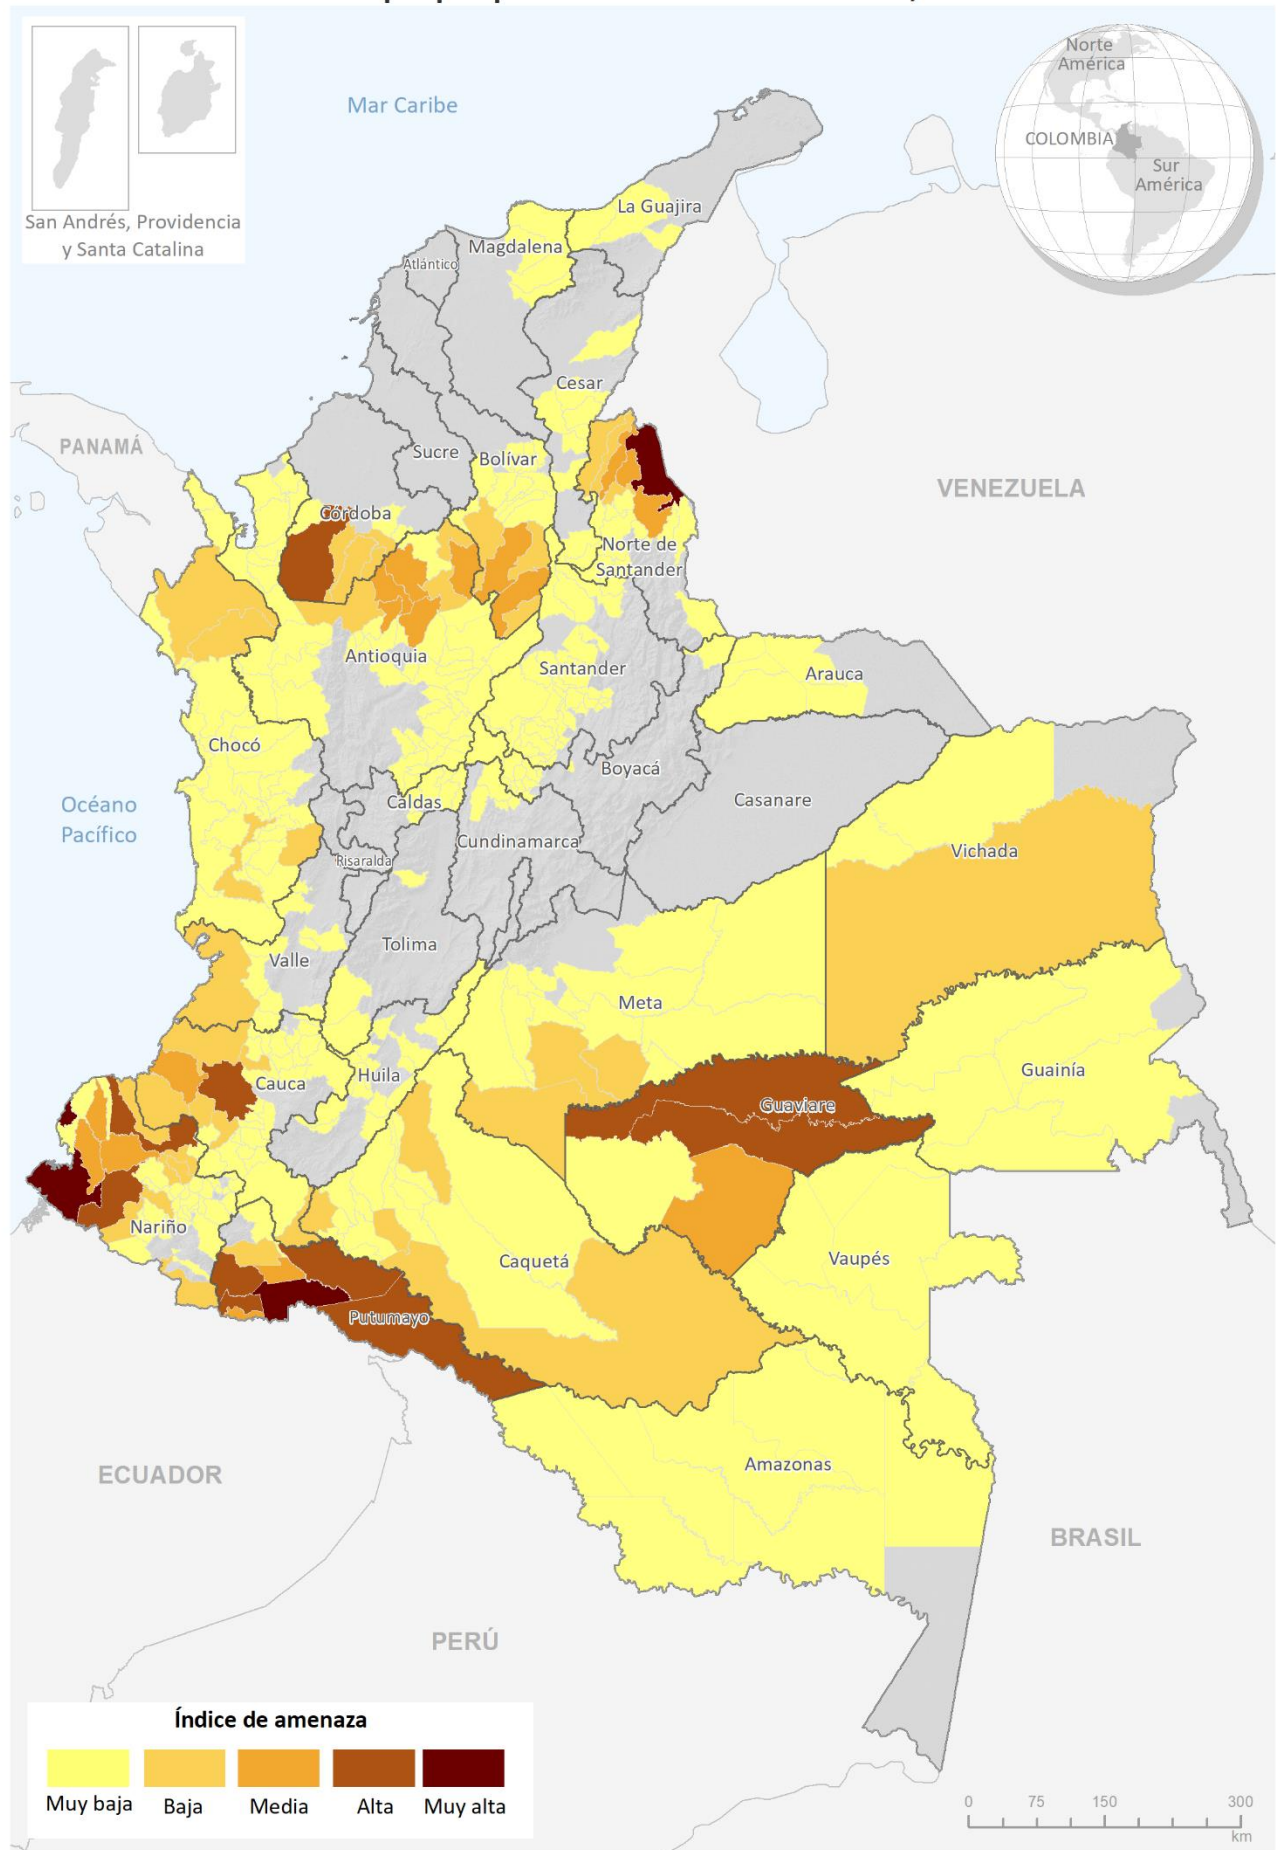 Mar Caribe
Norte
América
COLOMBIA
Sur
América
San Andrés, Providencia
y Santa Catalina
La Guajira
Magdalena
Atlántico
Cesar
PANAMÁ
Sucre
Bolívar
VENEZUELA
Córdoba
Norte de
Santander
Antioquia
Santander
Arauca
Chocó
Boyacá
Océano
Pacífico
Caldas
Casanare
Cundinamarca
Vichada
Risaralda
Tolima
Valle
Meta
Guainía
Cauca
Huila
Guaviare
Nariño
Caquetá
Vaupés
Putumayo
ECUADOR
Amazonas
BRASIL
PERÚ
Índice de amenaza
Muy baja Baja Media Alta Muy alta
0 75 150 300
km